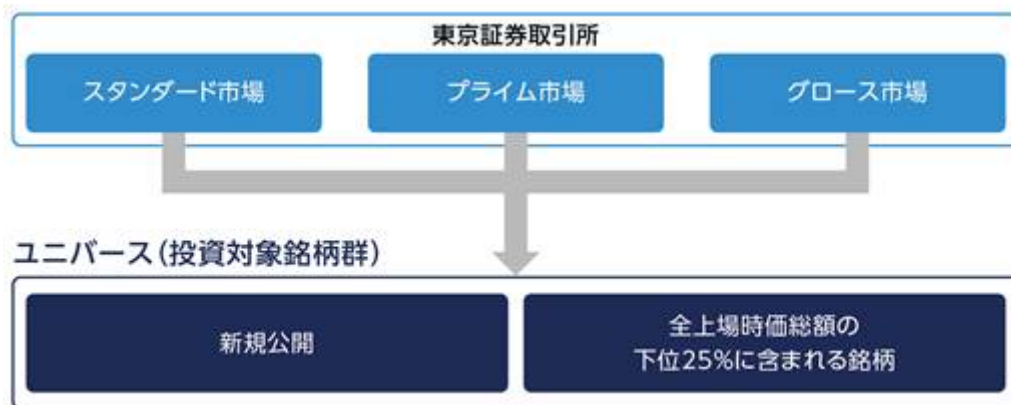 東京証券取引所
スタンダード市場
プライム市場
グロース市場
ユニバース(投資対象銘柄群)
新規公開
全上場時価総額の
下位25%に含まれる銘柄